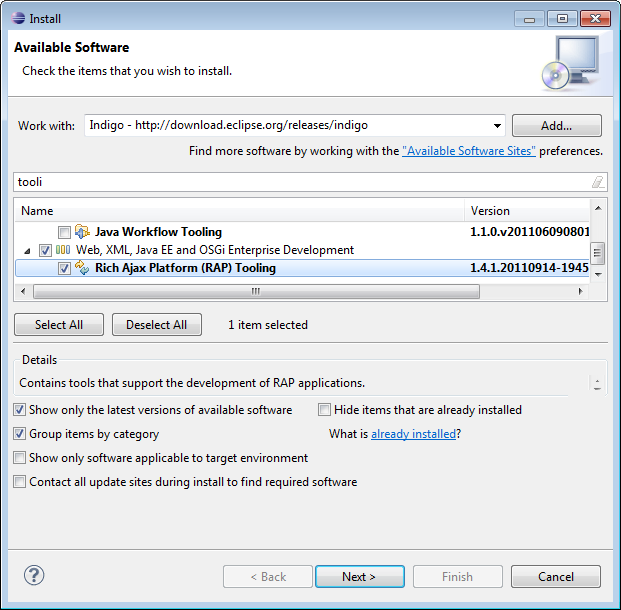 Install
Available Software
Check the items that you wish to install.
Work with: Indigo - http://download.eclipse.org/releases/indigo Add...
Find more software by working with the "Available Software Sites" preferences.
tooli
Name Version
Java Workflow Tooling 1.1.0.v201106090801
Web, XML, Java EE and OSGi Enterprise Development
Rich Ajax Platform (RAP) Tooling 1.4.1.20110914-1945
Select All Deselect All 1 item selected
Details
Contains tools that support the development of RAP applications.
Show only the latest versions of available software Hide items that are already installed
Group items by category What is already installed?
Show only software applicable to target environment
Contact all update sites during install to find required software
? < Back Next > Finish Cancel